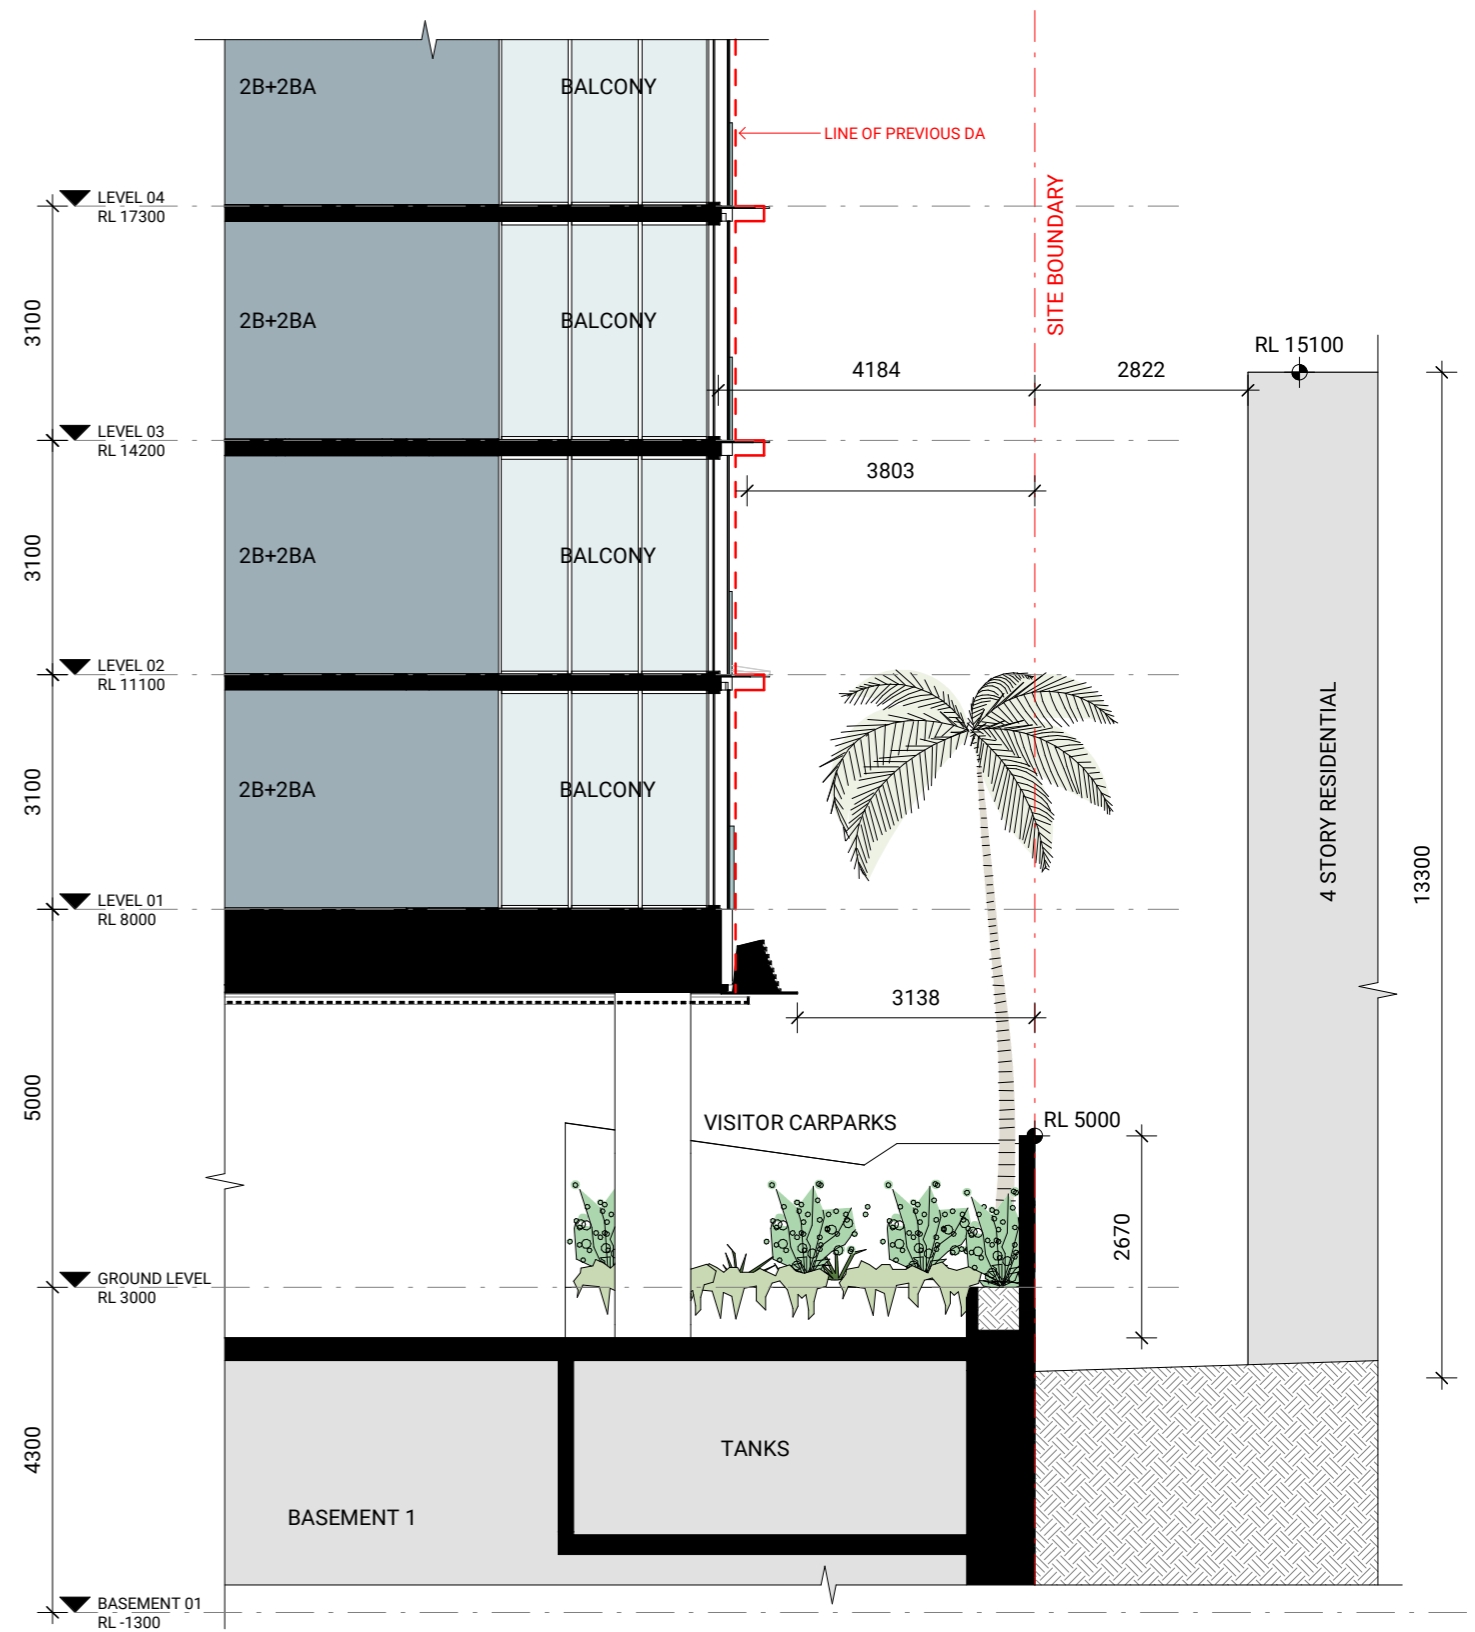 2B+2BA
BALCONY
LINE OF PREVIOUS DA
LEVEL 04
RL 17300
SITE BOUNDARY
3100
2B+2BA
BALCONY
RL 15100
4184
2822
LEVEL 03
RL 14200
3803
3100
2B+2BA
BALCONY
LEVEL 02
RL 11100
4 STORY RESIDENTIAL
3100
2B+2BA
BALCONY
13300
LEVEL 01
RL 8000
3138
5000
VISITOR CARPARKS
RL 5000
2670
GROUND LEVEL
RL 3000
4300
TANKS
BASEMENT 1
BASEMENT 01
RL -1300